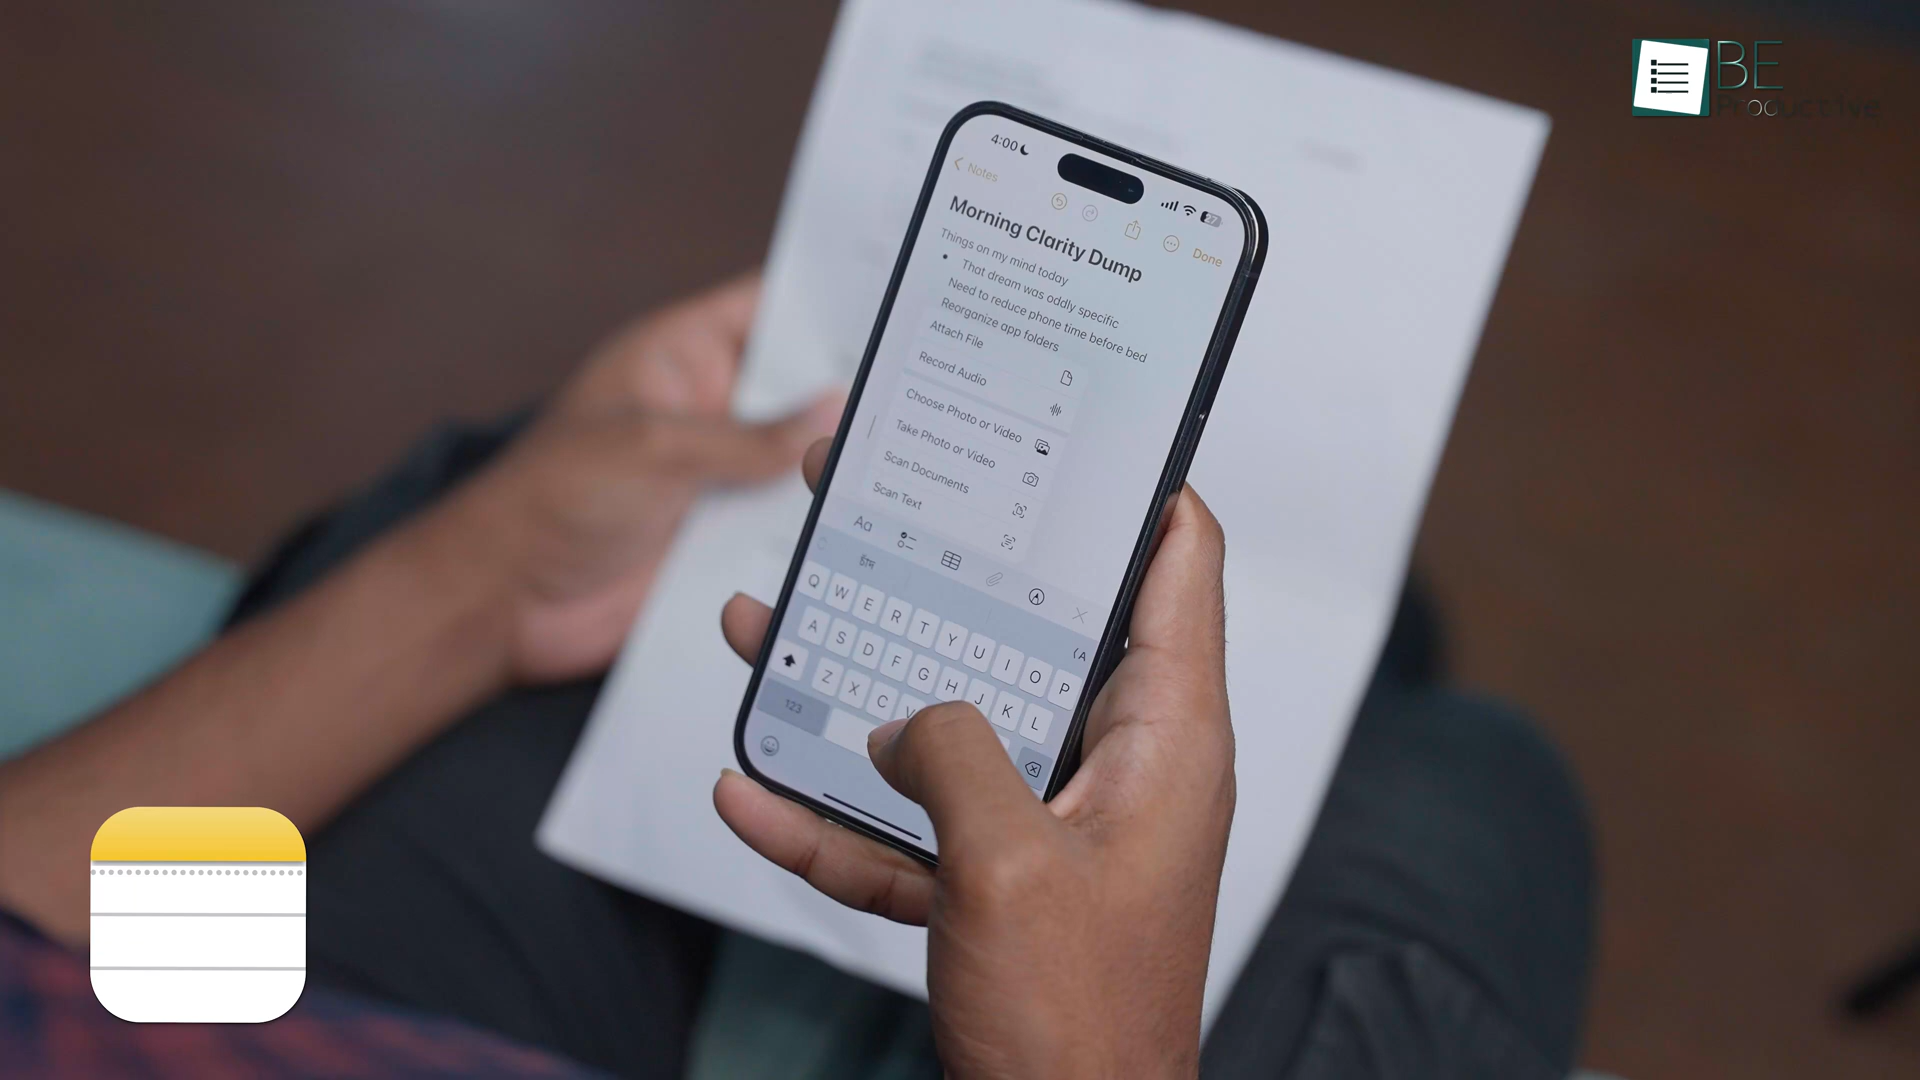 BE
Productive
4:00
27
Notes
Done
Morning Clarity Dump
Things on my mind today
• That dream was oddly specific
Need to reduce phone time before bed
Reorganize app folders
Attach File
Record Audio
Choose Photo or Video
Take Photo or Video
Scan Documents
Scan Text
Aa
Q W E R T Y U I O P
A S D F G H J K L
Z X C V
123